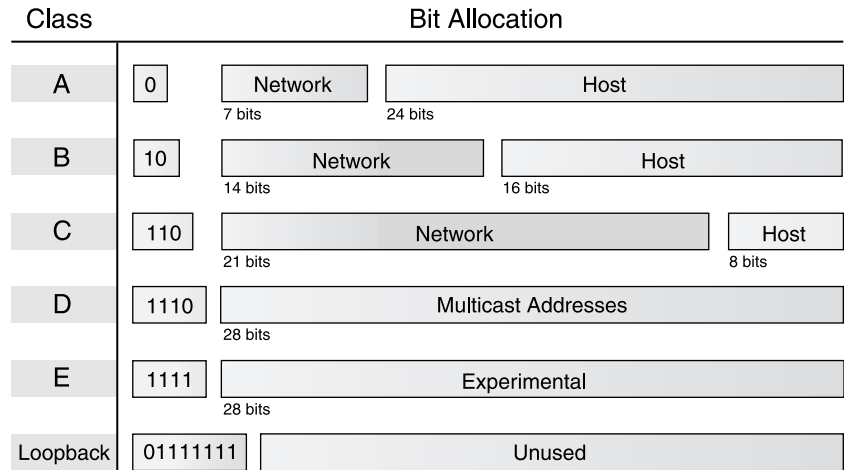 Class Bit Allocation
A 0 Network Host
7 bits 24 bits
B 10 Network Host
14 bits 16 bits
C 110 Network Host
21 bits 8 bits
D 1110 Multicast Addresses
28 bits
E 1111 Experimental
28 bits
Loopback 01111111 Unused